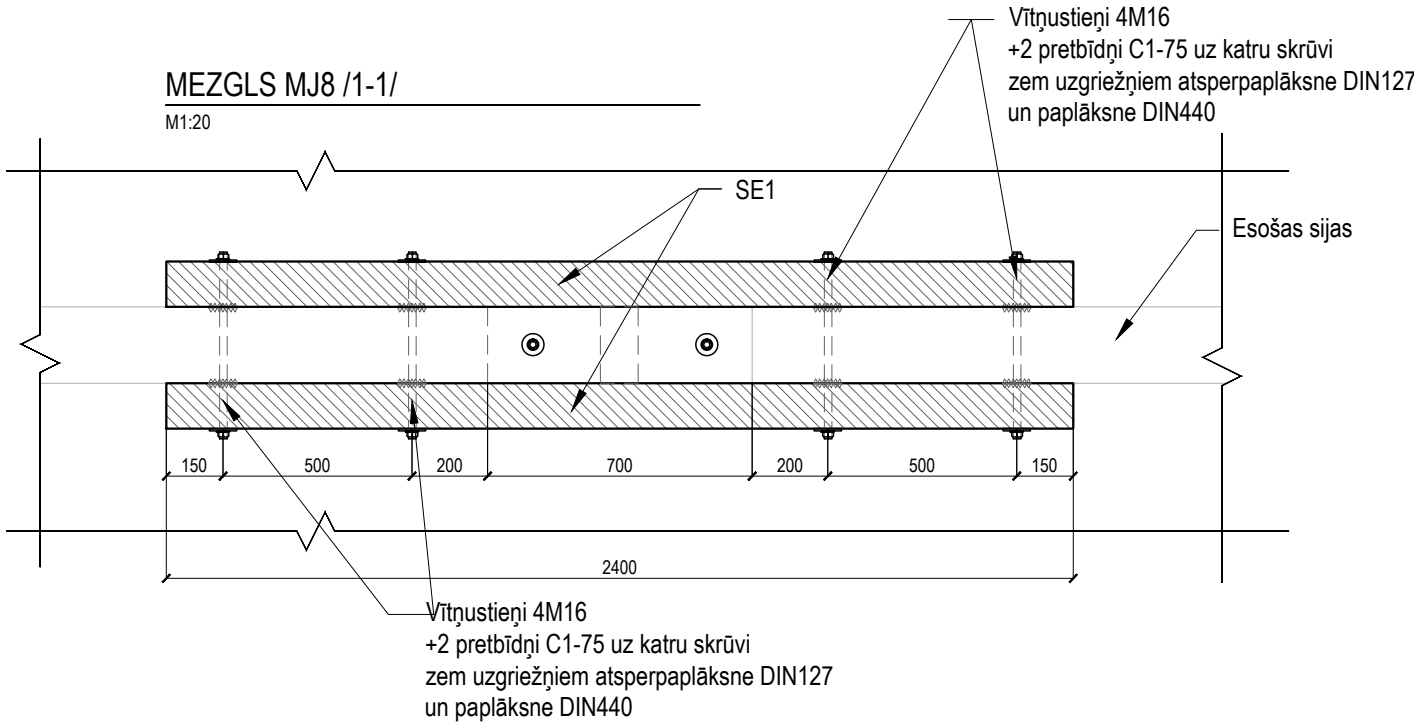 Vītņustieņi 4M16
+2 pretbīdņi C1-75 uz katru skrūvi
zem uzgriežņiem atsperpaplāksne DIN127
un paplāksne DIN440
MEZGLS MJ8 /1-1/
M1:20
SE1
Esošas sijas
150 500 200 700 200 500 150
2400
Vītņustieņi 4M16
+2 pretbīdņi C1-75 uz katru skrūvi
zem uzgriežņiem atsperpaplāksne DIN127
un paplāksne DIN440